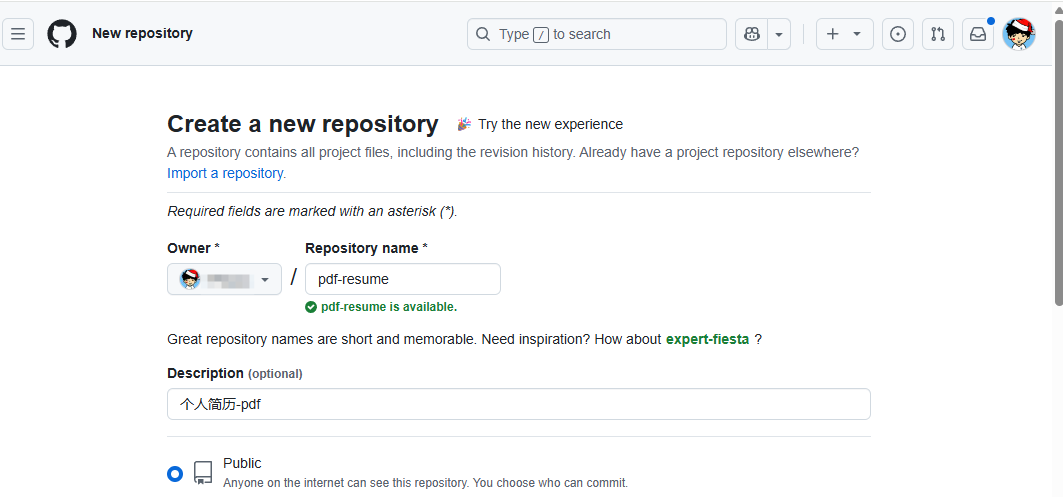 New repository
Type / to search
Create a new repository Try the new experience
A repository contains all project files, including the revision history. Already have a project repository elsewhere?
Import a repository.
Required fields are marked with an asterisk (*).
Owner * Repository name *
/ pdf-resume
pdf-resume is available.
Great repository names are short and memorable. Need inspiration? How about expert-fiesta ?
Description (optional)
个人简历-pdf
Public
Anyone on the internet can see this repository. You choose who can commit.